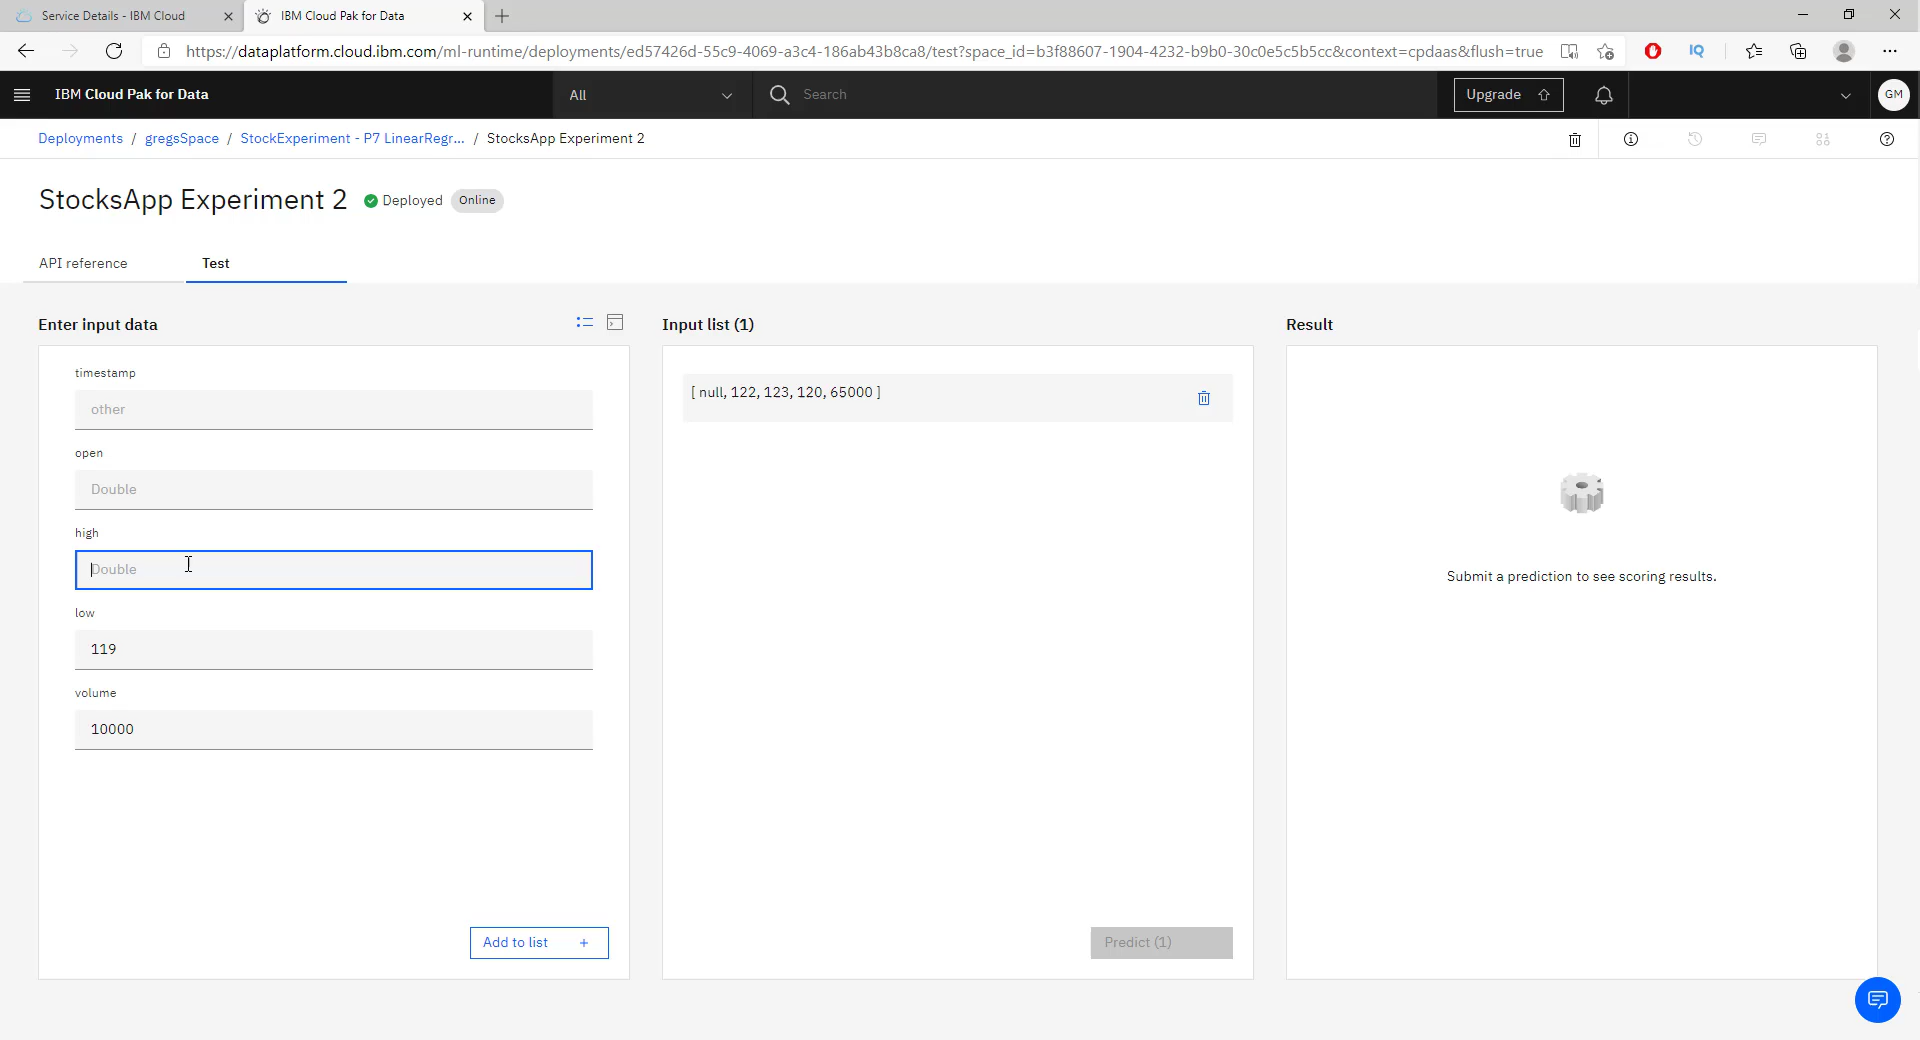 Service Details - IBM Cloud
IBM Cloud Pak for Data
https://dataplatform.cloud.ibm.com/ml-runtime/deployments/ed57426d-55c9-4069-a3c4-186ab43b8ca8/test?space_id=b3f88607-1904-4232-b9b0-30c0e5c5b5cc&context=cpdaas&flush=true
IQ
IBM Cloud Pak for Data
All
Search
Upgrade
GM
Deployments / gregsSpace / StockExperiment - P7 LinearRegr... / StocksApp Experiment 2
StocksApp Experiment 2
Deployed
Online
API reference
Test
Enter input data
timestamp
other
open
Double
high
Double
low
119
volume
10000
Add to list +
Input list (1)
[ null, 122, 123, 120, 65000 ]
Predict (1)
Result
Submit a prediction to see scoring results.